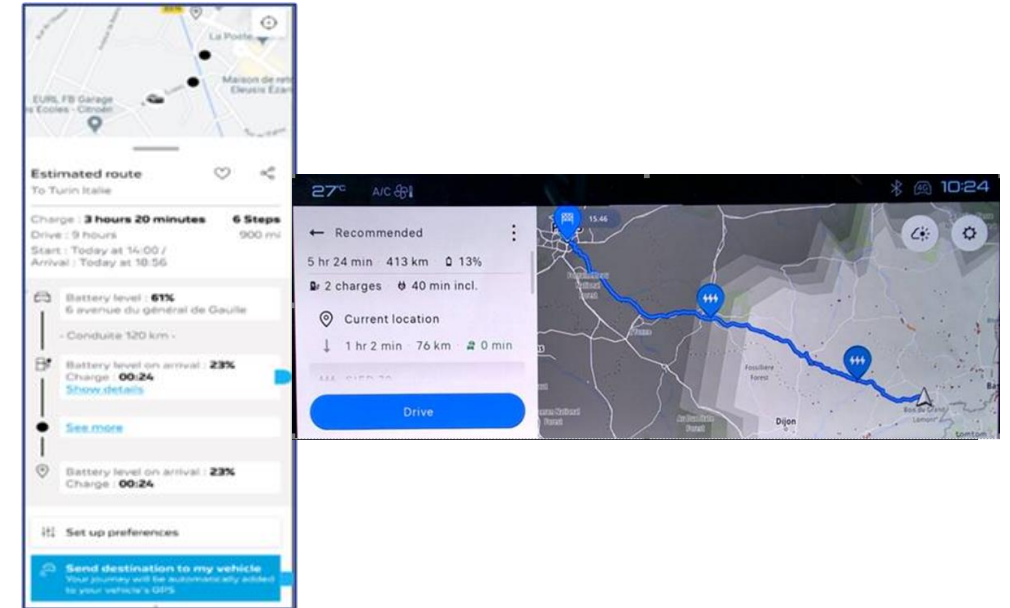 La Poste
Maison de
EURL FB Garage
Ecoles - Citroën
Estimated route
To Turin Italie
Charge : 3 hours 20 minutes
6 Steps
Drive : 9 hours
900 mi
Start : Today at 14:00 /
Arrival : Today at 18:56
Battery level : 61%
6 avenue du général de Gaulle
- Conduite 120 km -
Battery level on arrival : 23%
Charge : 00:24
Show details
See more
Battery level on arrival : 23%
Charge : 00:24
Set up preferences
Send destination to my vehicle
Your journey will be automatically added
to your vehicle's GPS
27°C A/C
4G 10:24
Recommended
5 hr 24 min 413 km 13%
2 charges 40 min incl.
Current location
1 hr 2 min 76 km 0 min
Drive
15:46
Fossiliere
Forest
Dijon
Forest
tomtom